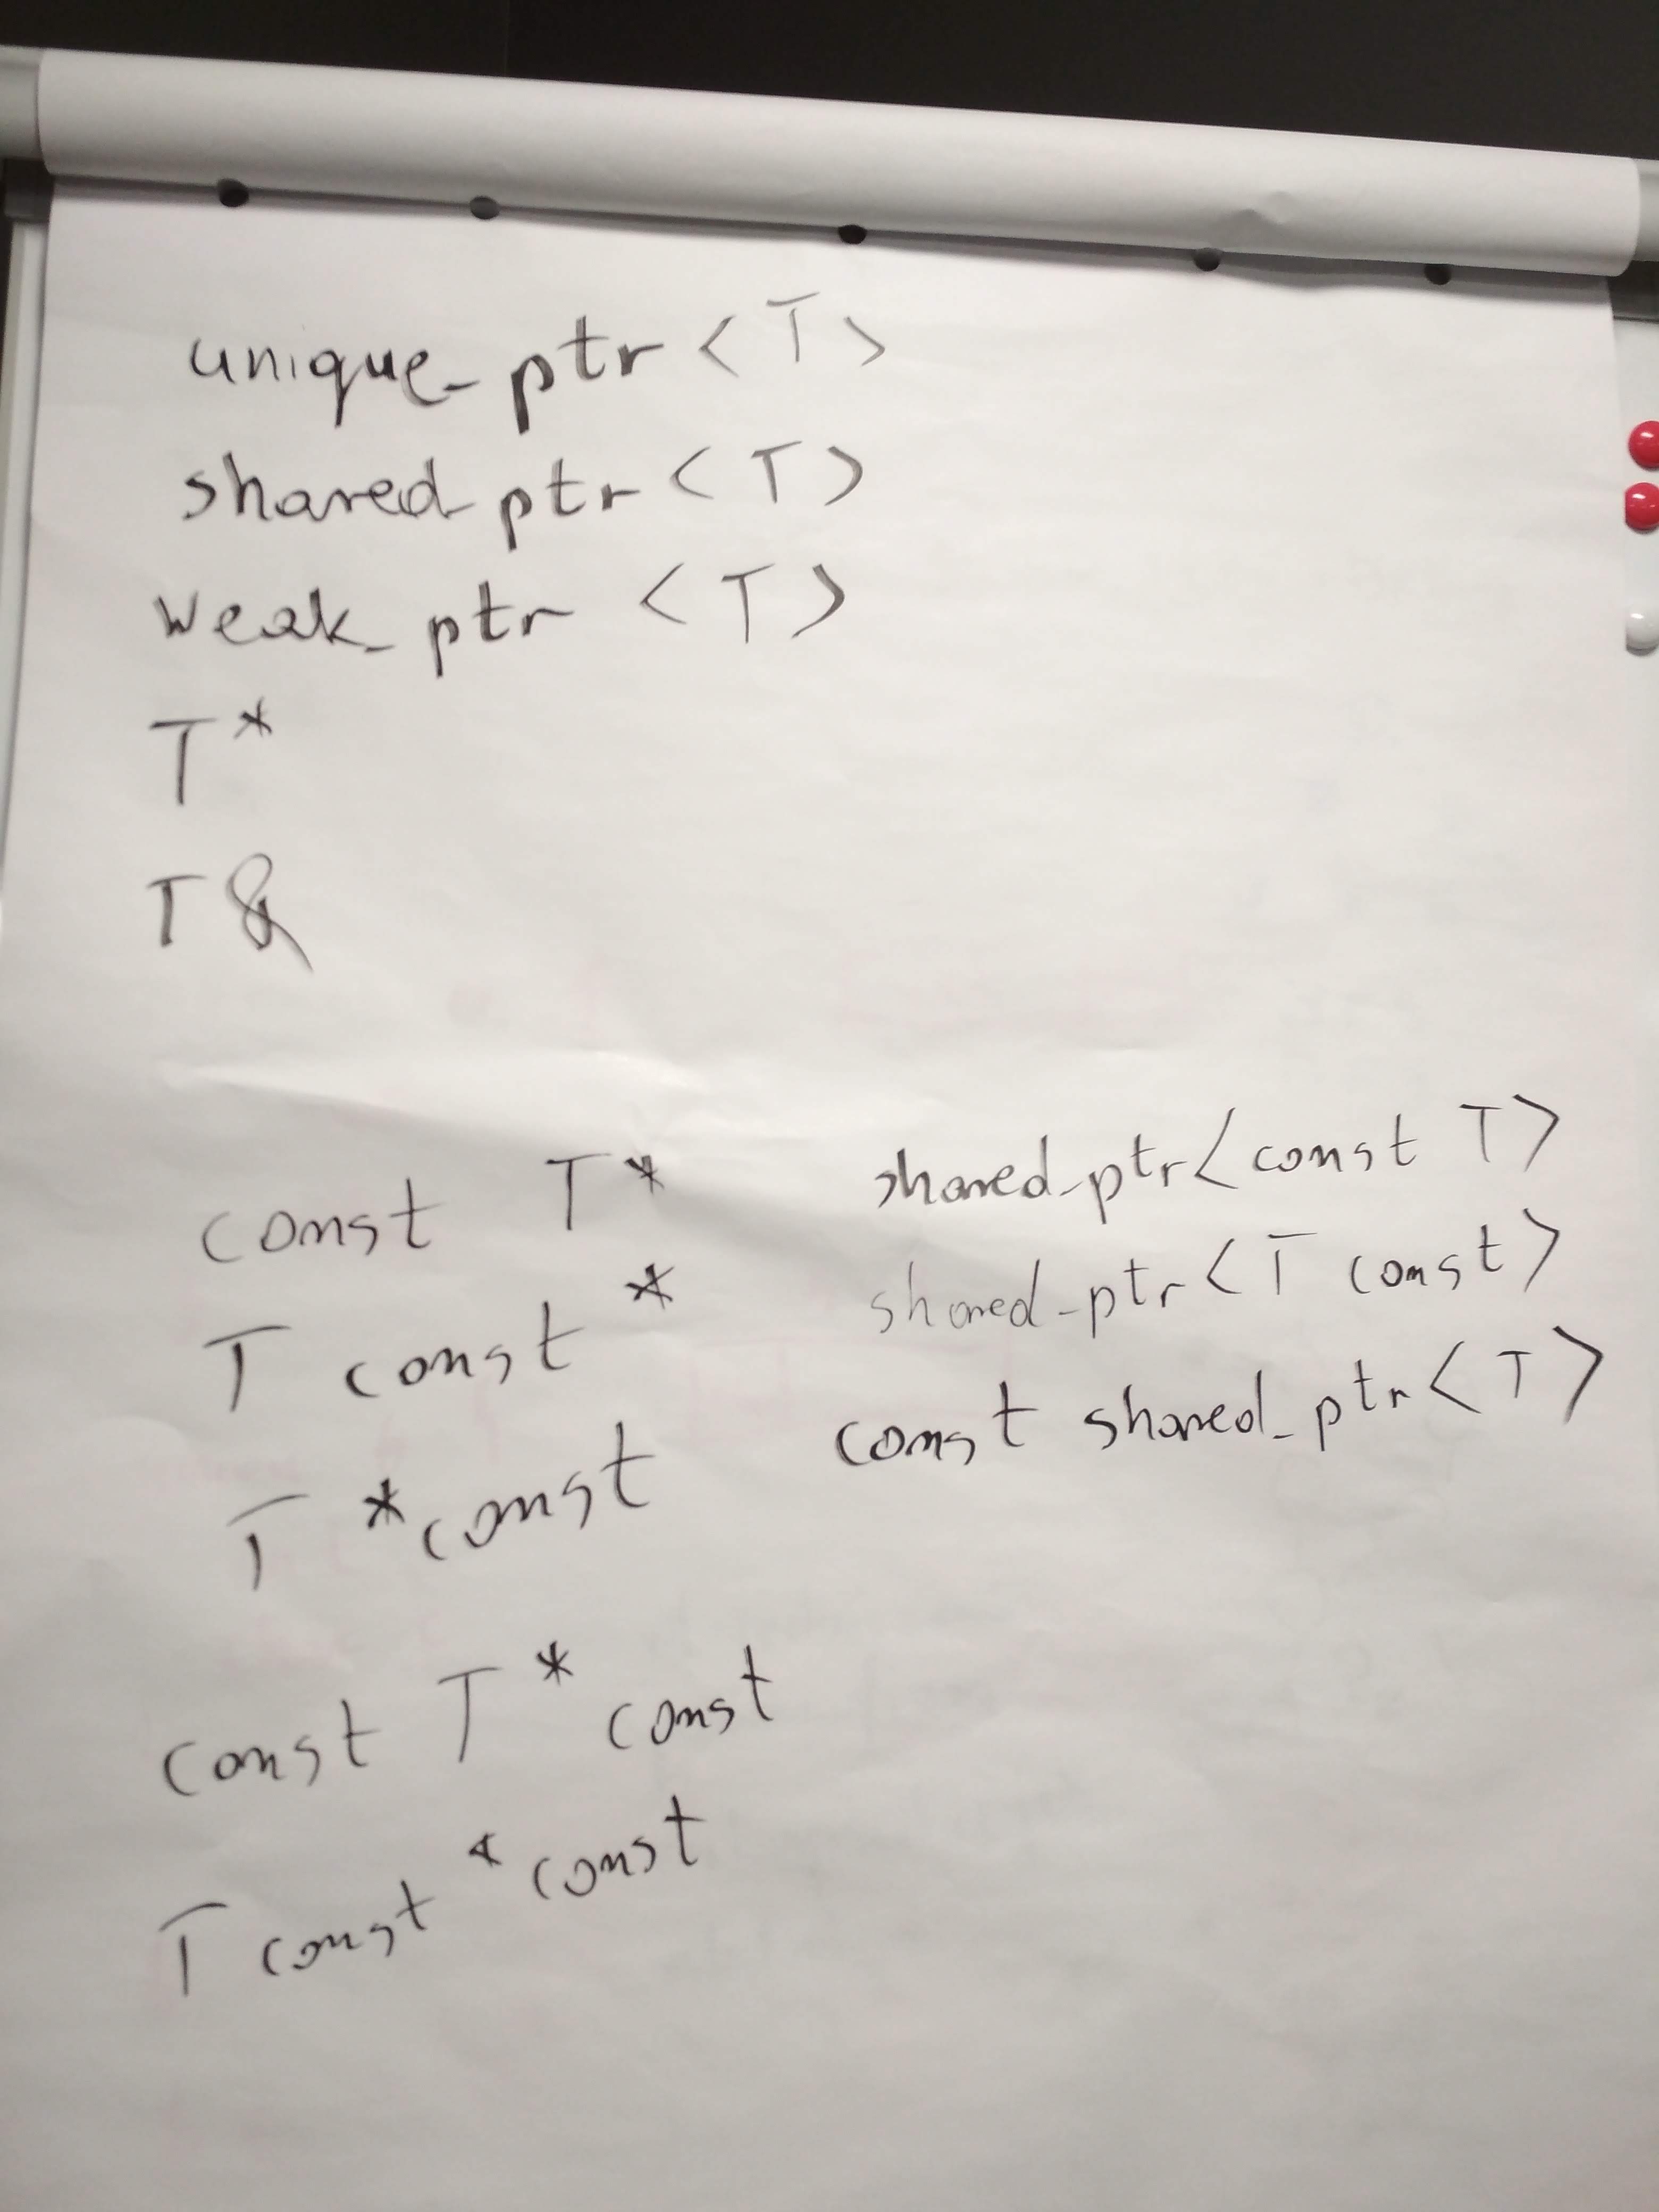 unique_ptr<T>
shared_ptr<T>
weak_ptr <T>
T*
T&
const T*
T const *
T *const
shared_ptr<const T>
shared_ptr<T const>
const shared_ptr<T>
const T * const
T const * const